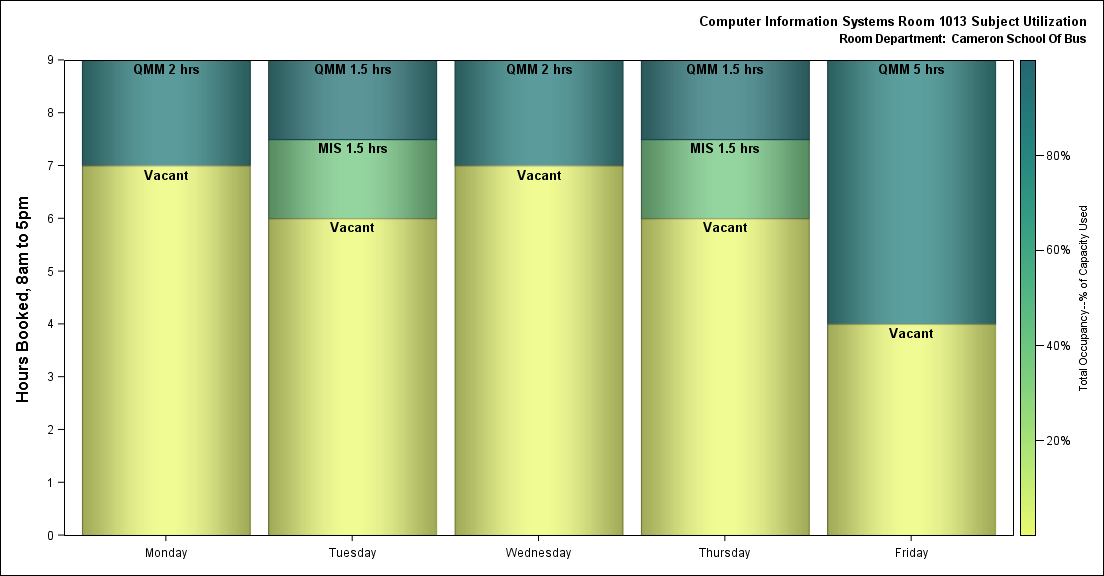 Computer Information Systems Room 1013 Subject Utilization
Room Department: Cameron School Of Bus
Hours Booked, 8am to 5pm
9
8
7
6
5
4
3
2
1
0
QMM 2 hrs
Vacant
QMM 1.5 hrs
MIS 1.5 hrs
Vacant
QMM 2 hrs
Vacant
QMM 1.5 hrs
MIS 1.5 hrs
Vacant
QMM 5 hrs
Vacant
Monday
Tuesday
Wednesday
Thursday
Friday
80%
60%
40%
20%
Total Occupancy--% of Capacity Used